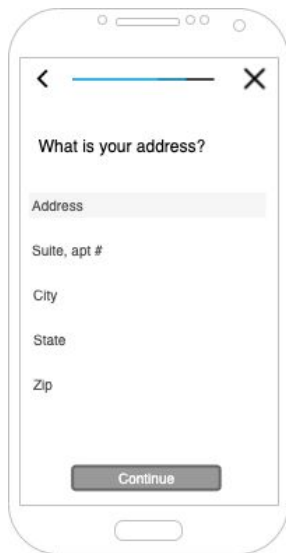 What is your address?
Address
Suite, apt #
City
State
Zip
Continue